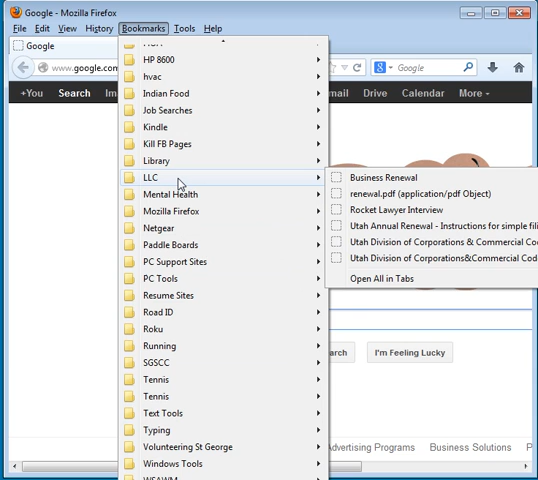 Google - Mozilla Firefox
File Edit View History Bookmarks Tools Help
Google
www.google.com
Google
+You Search
mail Drive Calendar More
HP 8600
hvac
Indian Food
Job Searches
Kindle
Kill FB Pages
Library
LLC
Mental Health
Mozilla Firefox
Netgear
Paddle Boards
PC Support Sites
PC Tools
Resume Sites
Road ID
Roku
Running
SGSCC
Tennis
Tennis
Text Tools
Typing
Volunteering St George
Windows Tools
Business Renewal
renewal.pdf (application/pdf Object)
Rocket Lawyer Interview
Utah Annual Renewal - Instructions for simple fili
Utah Division of Corporations & Commercial Co
Utah Division of Corporations&Commercial Cod
Open All in Tabs
arch I'm Feeling Lucky
Advertising Programs Business Solutions P